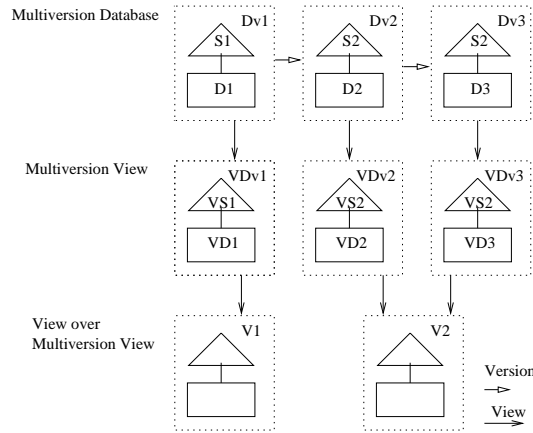 Multiversion Database
Dv1
Dv2
Dv3
S1
S2
S2
D1
D2
D3
Multiversion View
VDv1
VDv2
VDv3
VS1
VS2
VS2
VD1
VD2
VD3
View over
Multiversion View
V1
V2
Version
View